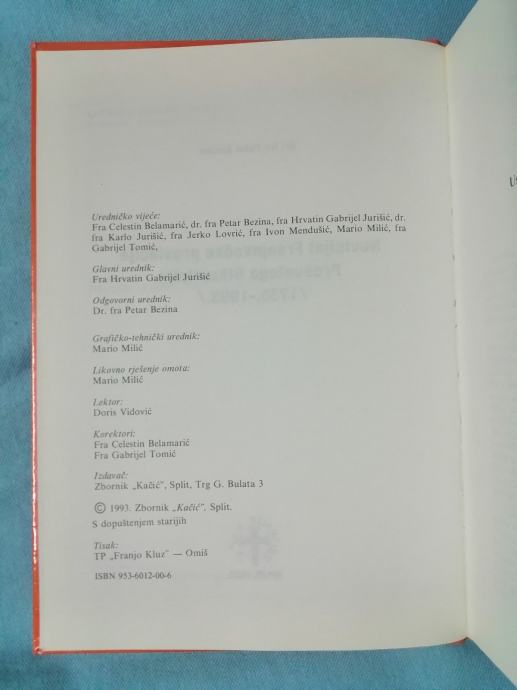 Uredničko vijeće:
Fra Celestin Belamarić, dr. fra Petar Bezina, fra Hrvatin Gabrijel Jurišić, dr.
fra Karlo Jurišić, fra Jerko Lovrić, fra Ivon Mendušić, Mario Milić, fra
Gabrijel Tomić,
Glavni urednik:
Fra Hrvatin Gabrijel Jurišić
Odgovorni urednik:
Dr. fra Petar Bezina
Grafičko-tehnički urednik:
Mario Milić
Likovno rješenje omota:
Mario Milić
Lektor:
Doris Vidović
Korektori:
Fra Celestin Belamarić
Fra Gabrijel Tomić
Izdavač:
Zbornik „Kačić", Split, Trg G. Bulata 3
© 1993. Zbornik „Kačić", Split.
S dopuštenjem starijih
Tisak:
TP „Franjo Kluz" — Omiš
ISBN 953-6012-00-6